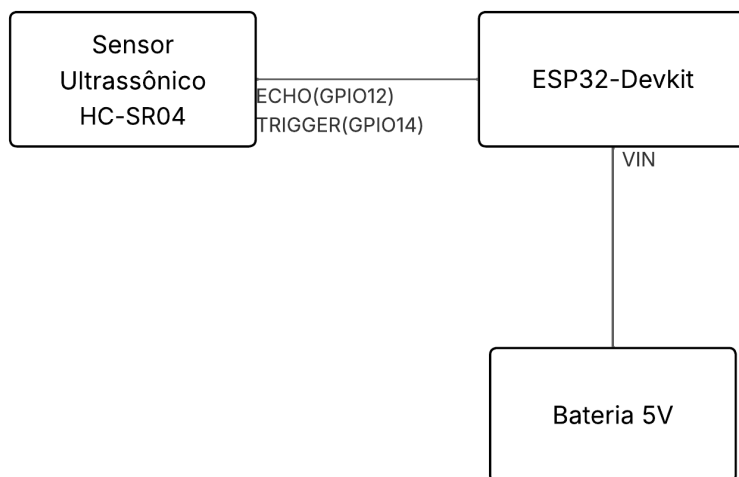 Sensor
Ultrassônico
HC-SR04
ESP32-Devkit
ECHO(GPIO12)
TRIGGER(GPIO14)
VIN
Bateria 5V